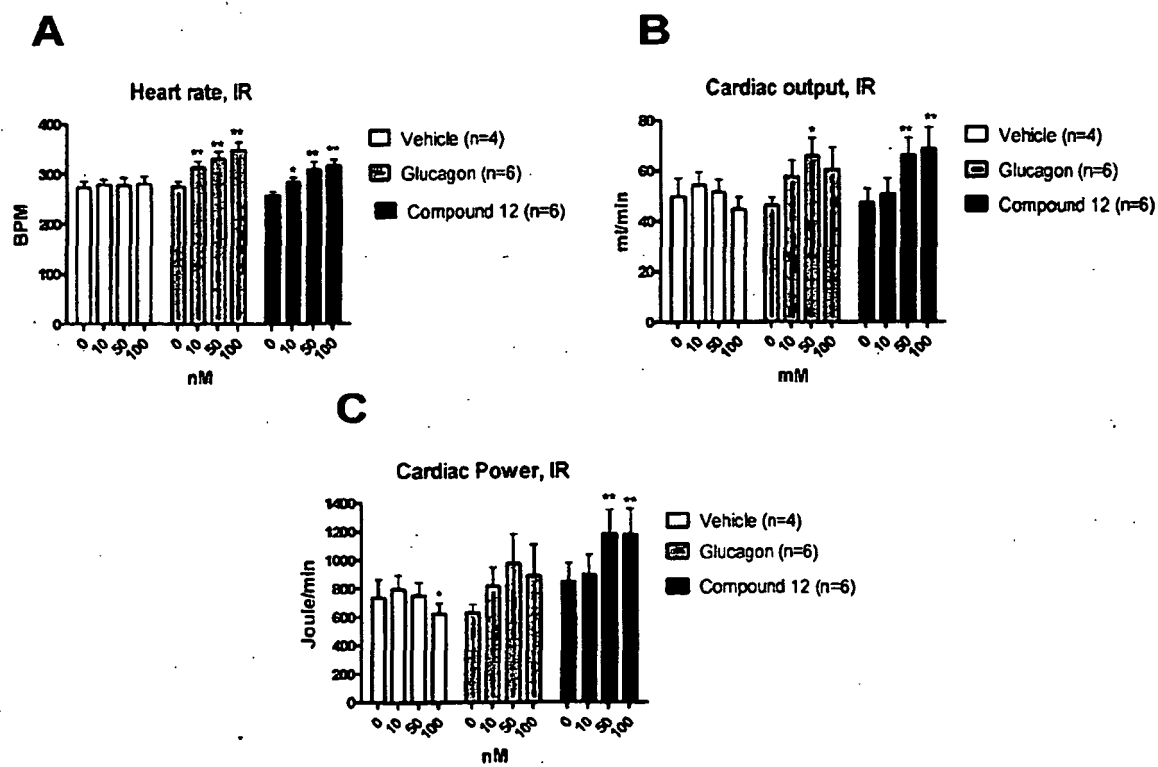 A
Heart rate, IR
400
300
200
100
0
BPM
** ** **
* ** **
0 10 50 100 0 10 50 100 0 10 50 100
nM
Vehicle (n=4)
Glucagon (n=6)
Compound 12 (n=6)
B
Cardiac output, IR
80
60
40
20
0
ml/min
*
** **
0 10 50 100 0 10 50 100 0 10 50 100
mM
Vehicle (n=4)
Glucagon (n=6)
Compound 12 (n=6)
C
Cardiac Power, IR
1400
1200
1000
800
600
400
200
0
Joule/min
*
** **
0 10 50 100 0 10 50 100 0 10 50 100
nM
Vehicle (n=4)
Glucagon (n=6)
Compound 12 (n=6)